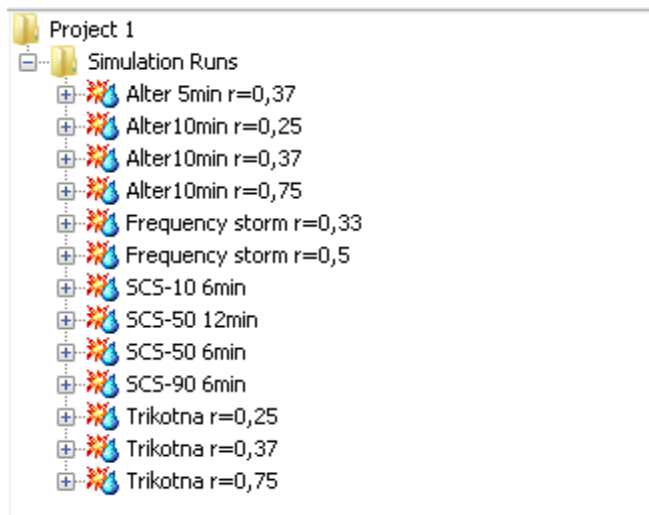 Project 1
Simulation Runs
Alter 5min r=0,37
Alter10min r=0,25
Alter10min r=0,37
Alter10min r=0,75
Frequency storm r=0,33
Frequency storm r=0,5
SCS-10 6min
SCS-50 12min
SCS-50 6min
SCS-90 6min
Trikotna r=0,25
Trikotna r=0,37
Trikotna r=0,75